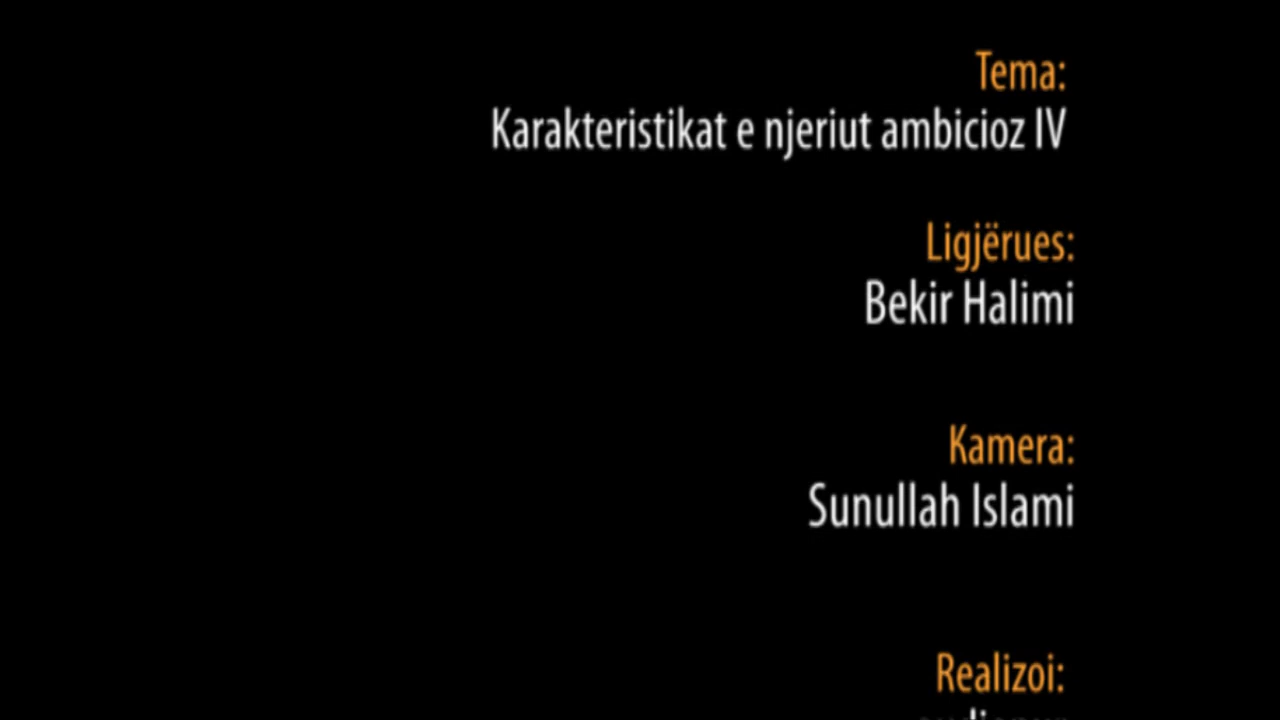 Tema:
Karakteristikat e njeriut ambicioz IV
Ligjërues:
Bekir Halimi
Kamera:
Sunullah Islami
Realizoi: